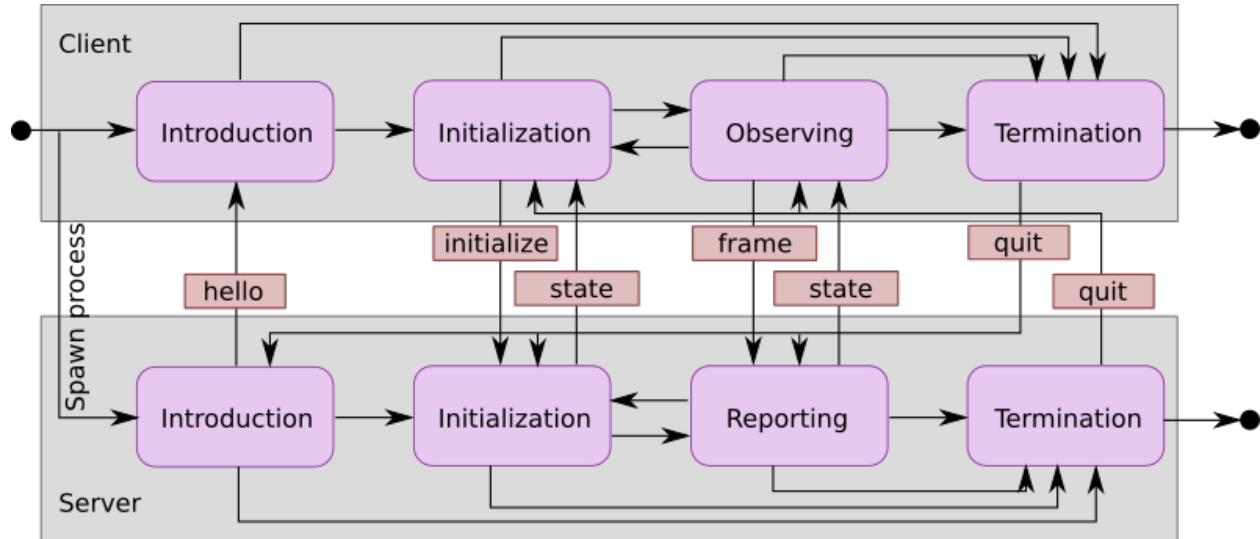 Client
Introduction
Initialization
Observing
Termination
Spawn process
initialize
frame
quit
hello
state
state
quit
Introduction
Initialization
Reporting
Termination
Server